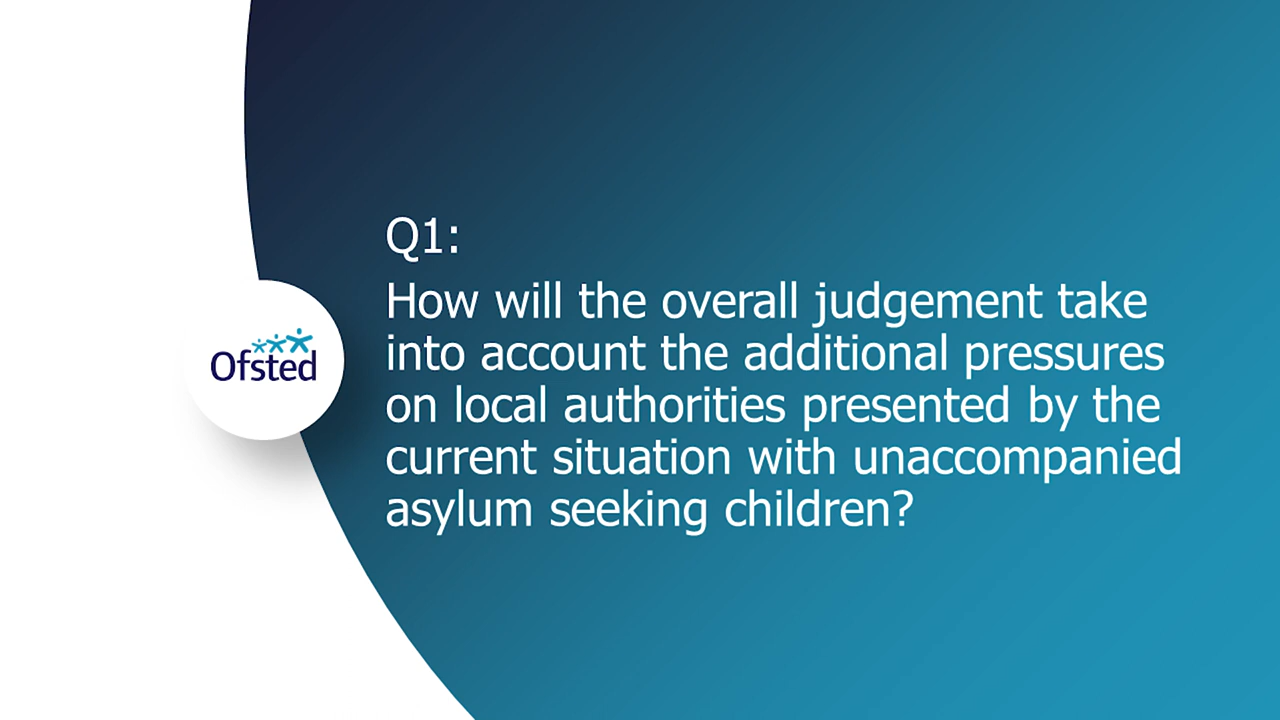 Q1:
How will the overall judgement take
into account the additional pressures
on local authorities presented by the
current situation with unaccompanied
asylum seeking children?
Ofsted